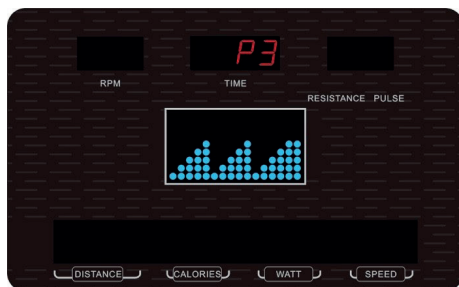 P3
RPM TIME
RESISTANCE PULSE
DISTANCE CALORIES WATT SPEED